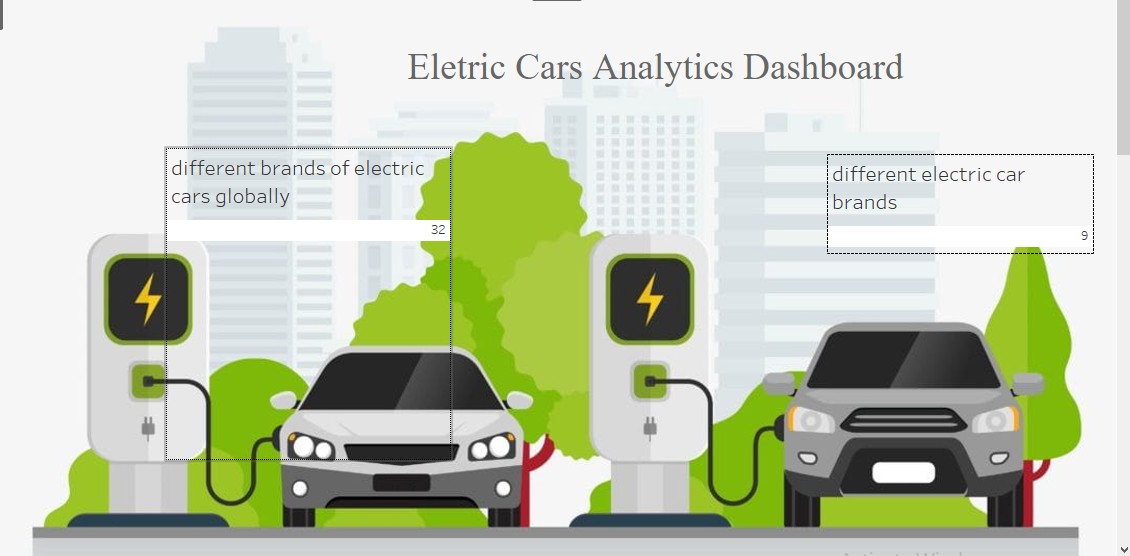 Eletric Cars Analytics Dashboard
different brands of electric
cars globally
32
different electric car
brands
9